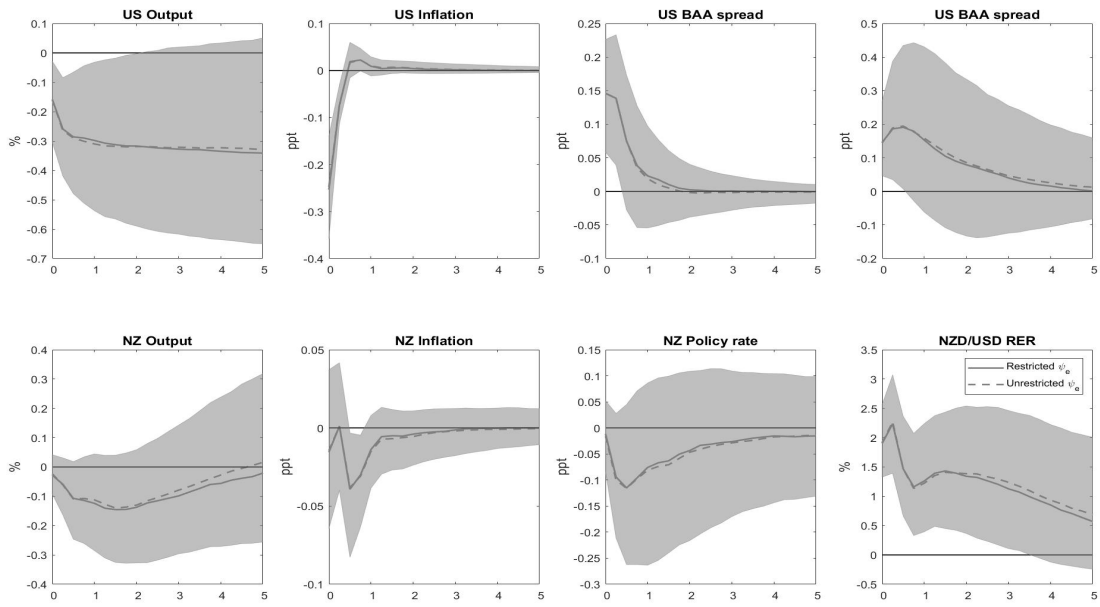 US Output
US Inflation
US BAA spread
US BAA spread
%
0.1
0
-0.1
-0.2
-0.3
-0.4
-0.5
-0.6
-0.7
0 1 2 3 4 5
ppt
0.1
0
-0.1
-0.2
-0.3
-0.4
0 1 2 3 4 5
ppt
0.25
0.2
0.15
0.1
0.05
0
-0.05
-0.1
0 1 2 3 4 5
ppt
0.5
0.4
0.3
0.2
0.1
0
-0.1
-0.2
0 1 2 3 4 5
NZ Output
NZ Inflation
NZ Policy rate
NZD/USD RER
%
0.4
0.3
0.2
0.1
0
-0.1
-0.2
-0.3
-0.4
0 1 2 3 4 5
ppt
0.05
0
-0.05
-0.1
0 1 2 3 4 5
ppt
0.15
0.1
0.05
0
-0.05
-0.1
-0.15
-0.2
-0.25
-0.3
0 1 2 3 4 5
%
3.5
3
2.5
2
1.5
1
0.5
0
-0.5
0 1 2 3 4 5
Restricted ψe
Unrestricted ψe